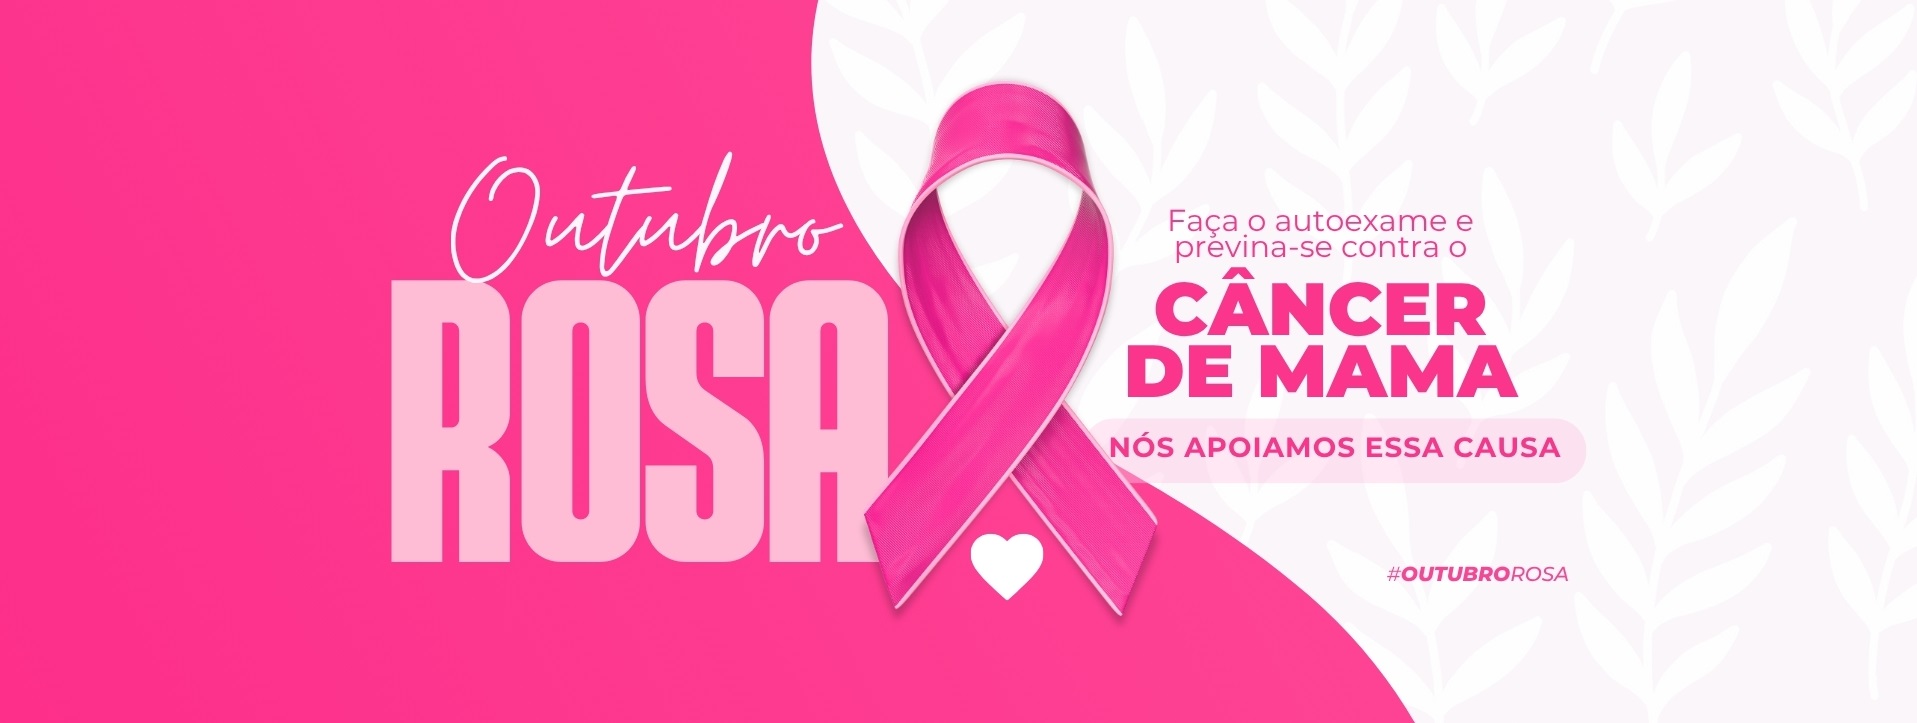 Outubro
ROSA
Faça o autoexame e
previna-se contra o
CÂNCER
DE MAMA
NÓS APOIAMOS ESSA CAUSA
#OUTUBROROSA